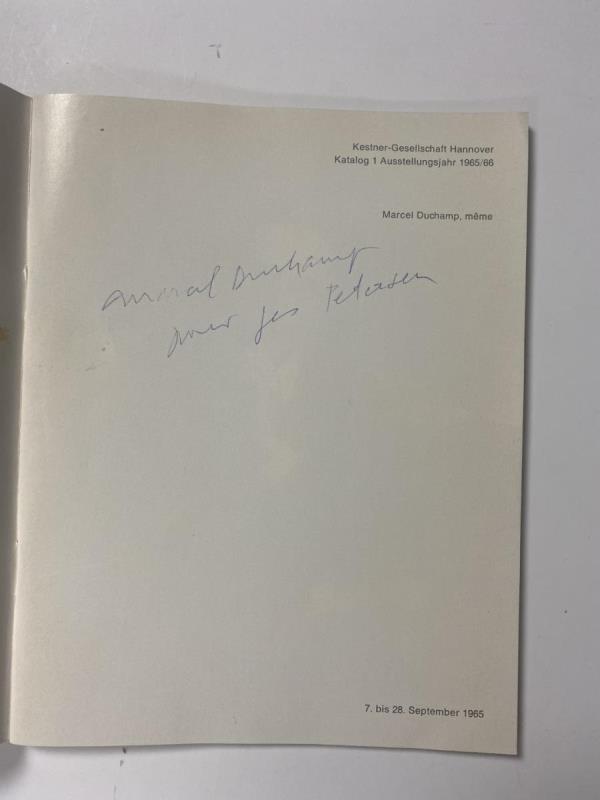 Kestner-Gesellschaft Hannover
Katalog 1 Ausstellungsjahr 1965/66
Marcel Duchamp, même
Marcel Duchamp
pour Jes Petersen
7. bis 28. September 1965